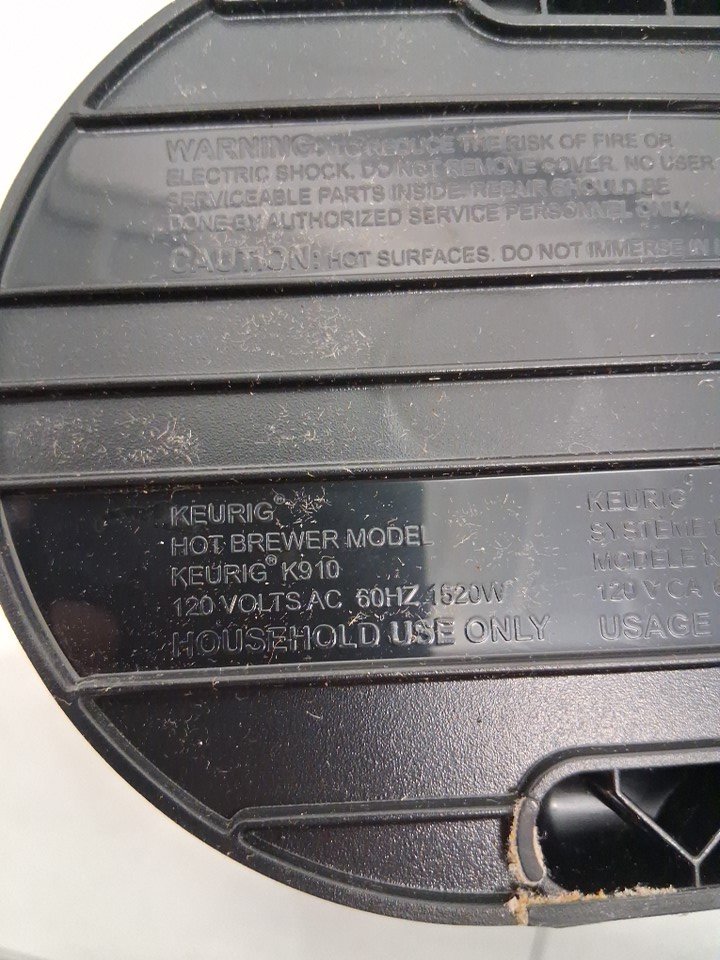 WARNING: TO REDUCE THE RISK OF FIRE OR
ELECTRIC SHOCK, DO NOT REMOVE COVER. NO USER-
SERVICEABLE PARTS INSIDE. REPAIR SHOULD BE
DONE BY AUTHORIZED SERVICE PERSONNEL ONLY.
CAUTION: HOT SURFACES. DO NOT IMMERSE IN
KEURIG®
HOT BREWER MODEL
KEURIG® K910
120 VOLTS AC 60HZ 1520W
HOUSEHOLD USE ONLY
KEURIG
SYSTÈME
MODÈLE
120 V CA
USAGE